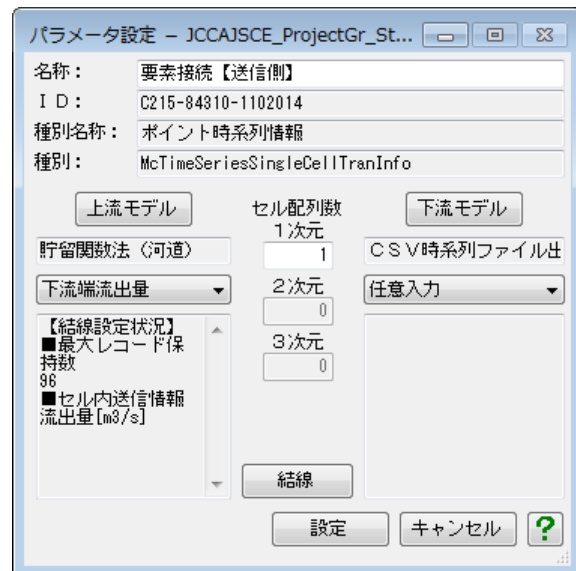 パラメータ設定 – JCCAJSCE_ProjectGr_St...
名称： 要素接続【送信側】
ＩＤ： C215-84310-1102014
種別名称： ポイント時系列情報
種別： McTimeSeriesSingleCellTranInfo
上流モデル セル配列数 下流モデル
1次元
貯留関数法（河道） 1 ＣＳＶ時系列ファイル出
下流端流出量 2次元 任意入力
0
【結線設定状況】
■最大レコード保 3次元
持数 0
96
■セル内送信情報
流出量[m3/s]
結線
設定 キャンセル ?